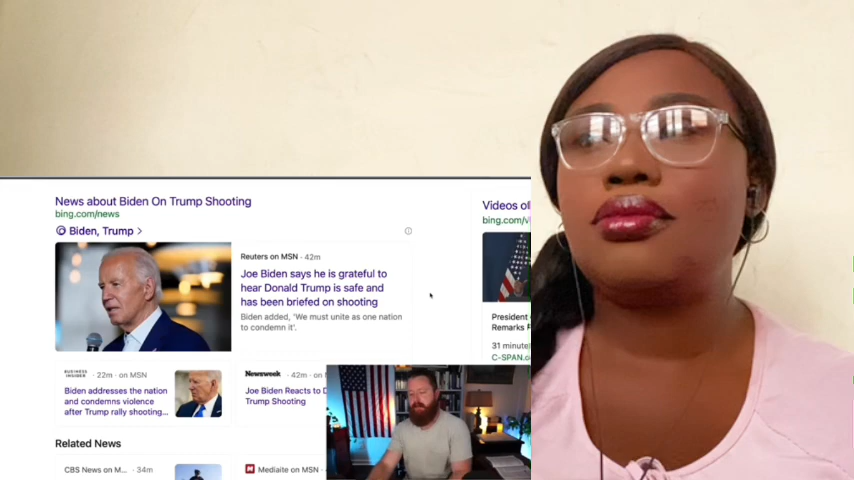 News about Biden On Trump Shooting
bing.com/news
Biden, Trump >
Reuters on MSN · 42m
Joe Biden says he is grateful to
hear Donald Trump is safe and
has been briefed on shooting
Biden added, 'We must unite as one nation
to condemn it'.
BUSINESS
INSIDER · 22m · on MSN
Biden addresses the nation
and condemns violence
after Trump rally shooting...
Newsweek · 42m · on
Joe Biden Reacts to
Trump Shooting
Related News
CBS News on M... · 34m
Mediaite on MSN ·
Videos of
bing.com/v
President
Remarks
31 minute
C-SPAN.o